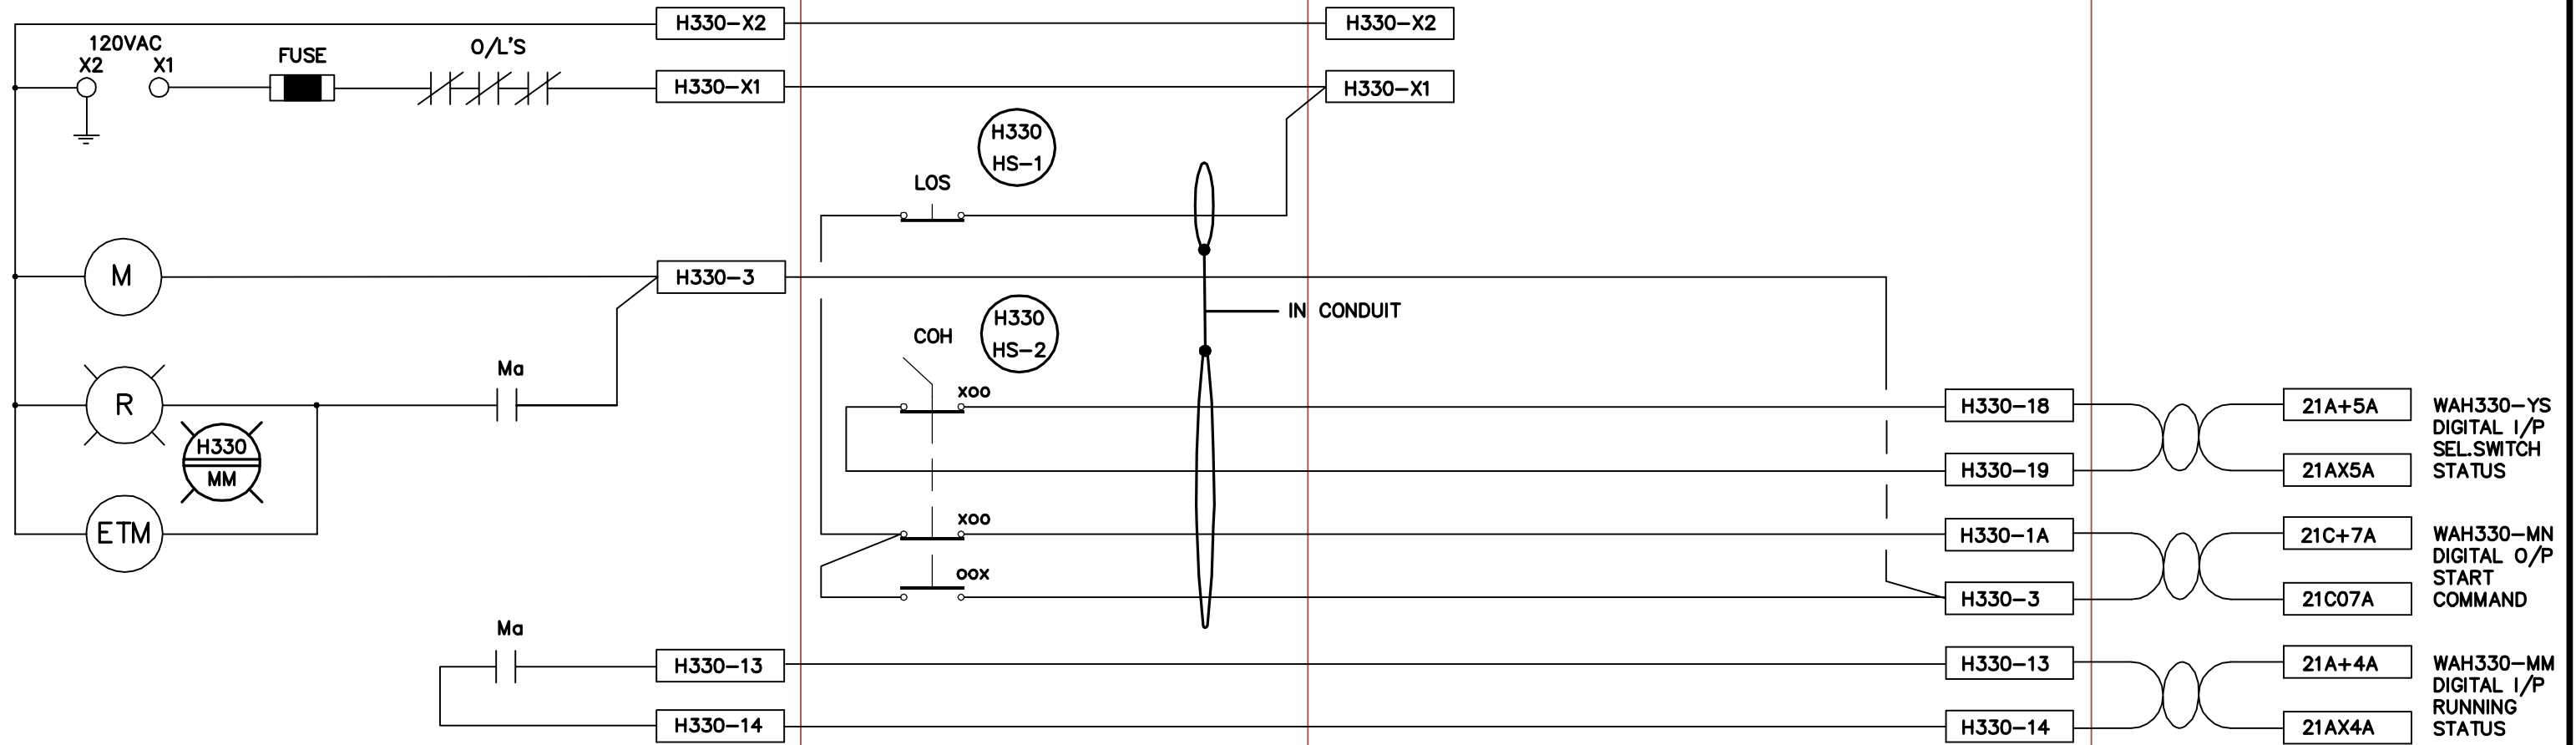 H330-X2
H330-X2
120VAC
X2 X1
FUSE
O/L'S
H330-X1
H330-X1
H330
HS-1
LOS
M
H330-3
IN CONDUIT
H330
HS-2
COH
R
Ma
xoo
H330-18
21A+5A
WAH330-YS
DIGITAL I/P
SEL.SWITCH
STATUS
H330
MM
H330-19
21AX5A
ETM
xoo
H330-1A
21C+7A
WAH330-MN
DIGITAL O/P
START
COMMAND
oox
H330-3
21C07A
Ma
H330-13
H330-13
21A+4A
WAH330-MM
DIGITAL I/P
RUNNING
STATUS
H330-14
H330-14
21AX4A